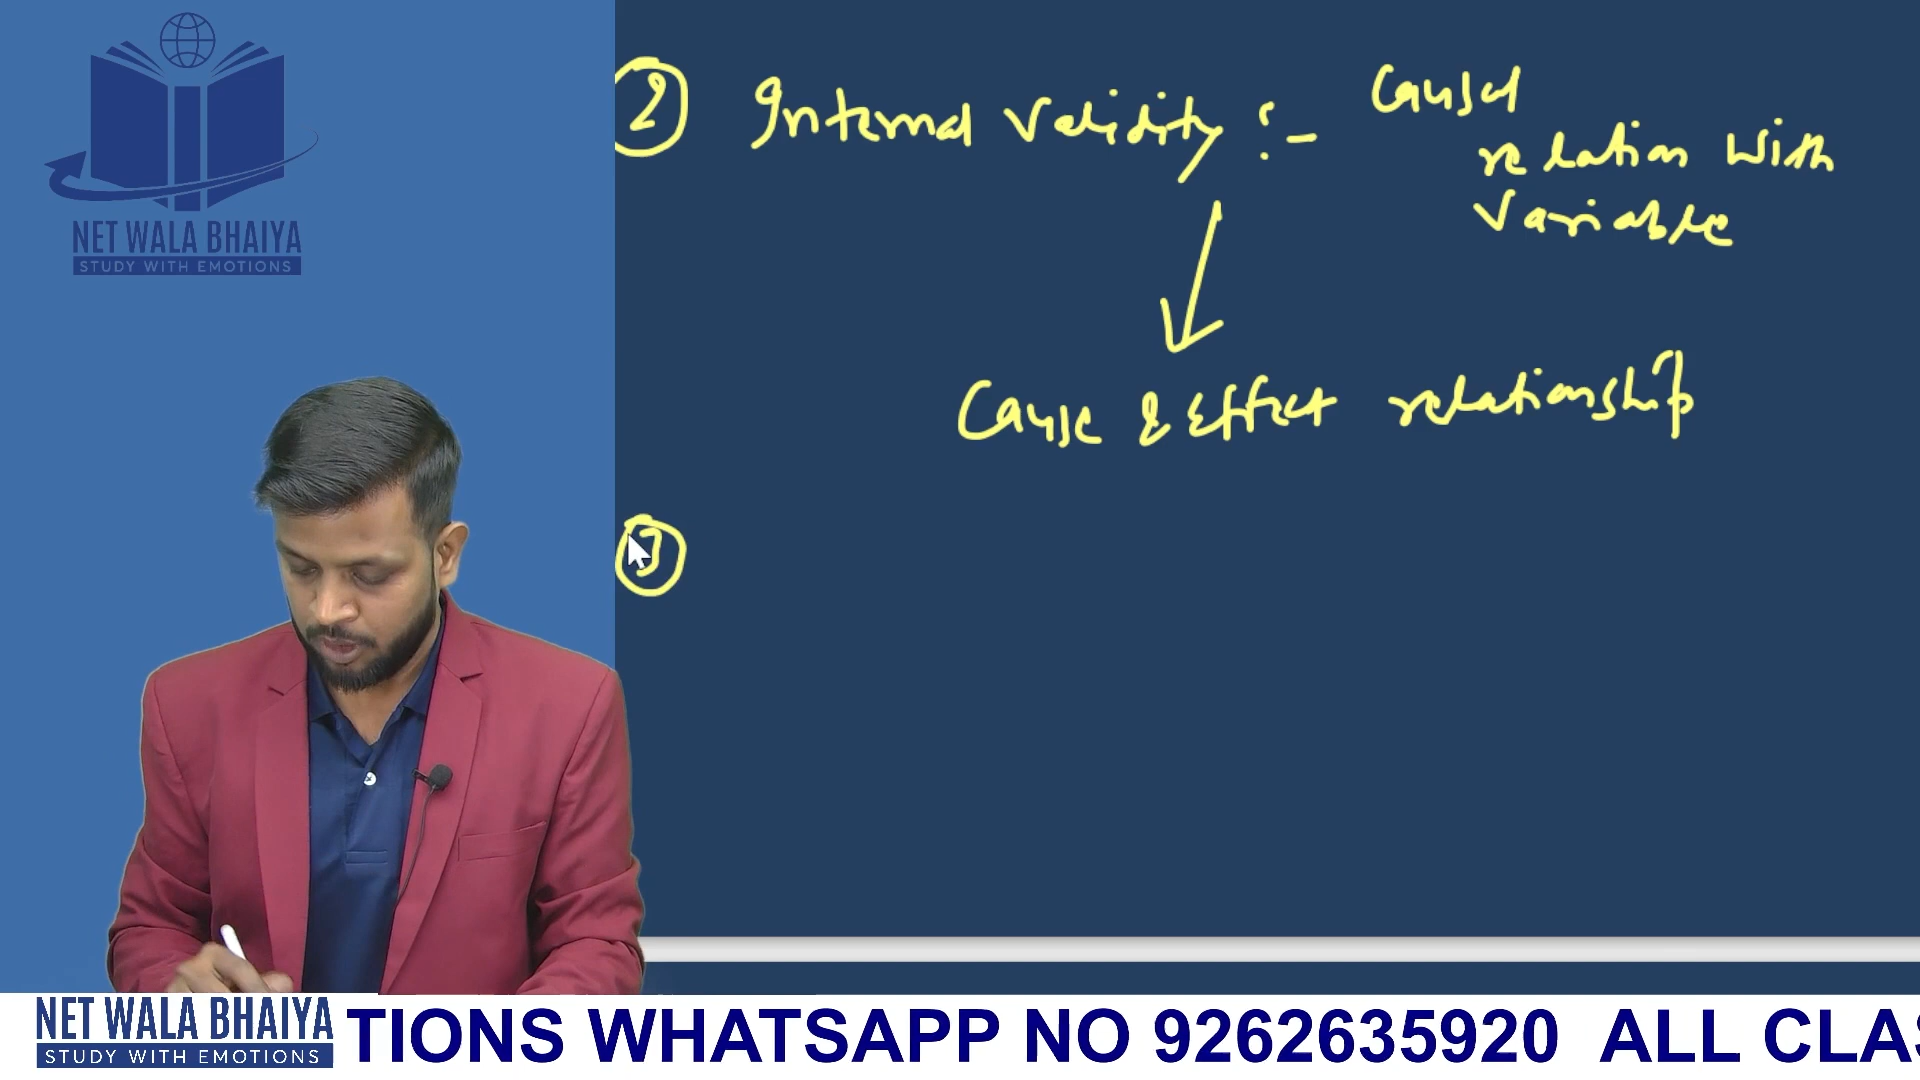 NET WALA BHAIYA
STUDY WITH EMOTIONS
2 Internal Validity :- Causal
relation with
Variable
Cause & Effect relationship
3
NET WALA BHAIYA
STUDY WITH EMOTIONS
TIONS WHATSAPP NO 9262635920 ALL CLAS